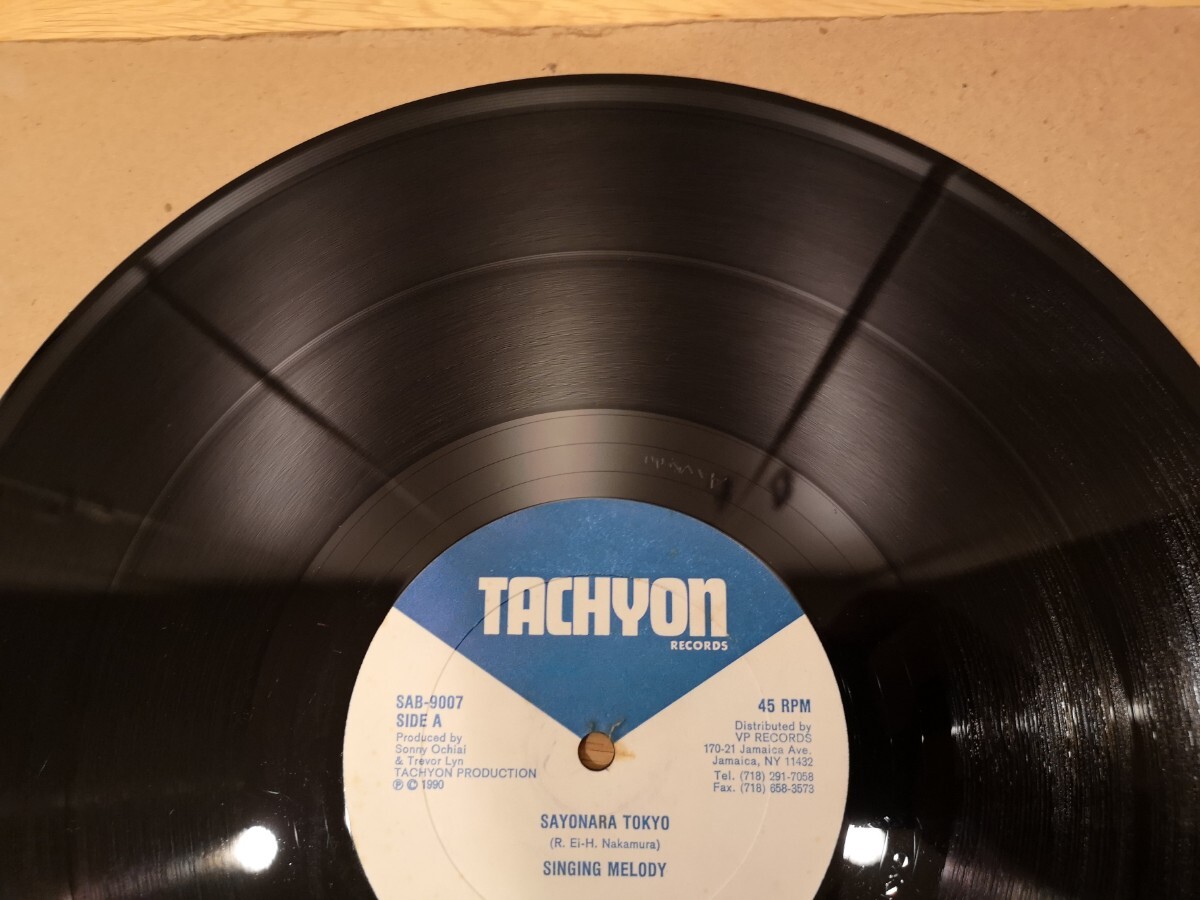 TACHYON
RECORDS
SAB-9007
SIDE A
Produced by
Sonny Ochiai
& Trevor Lyn
TACHYON PRODUCTION
℗ © 1990
45 RPM
Distributed by
VP RECORDS
170-21 Jamaica Ave.
Jamaica, NY 11432
Tel. (718) 291-7058
Fax. (718) 658-3573
SAYONARA TOKYO
(R. Ei-H. Nakamura)
SINGING MELODY